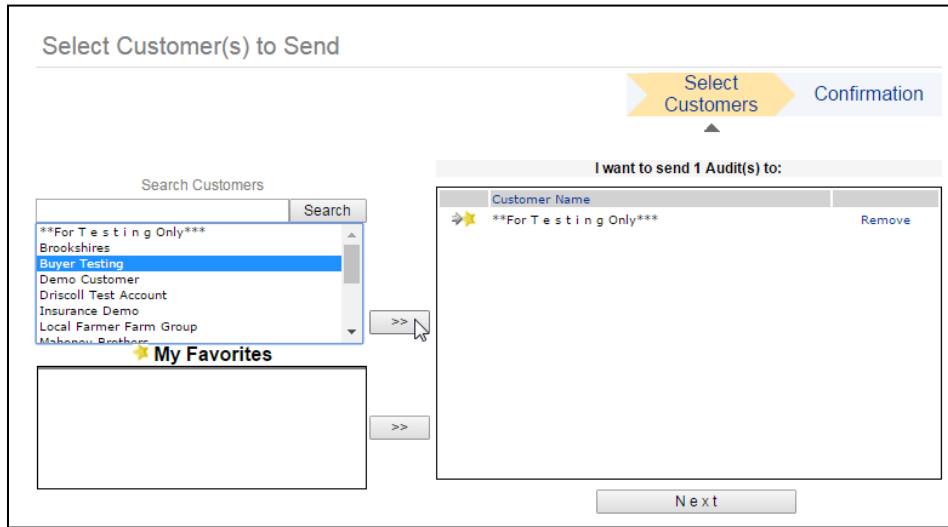 Select Customer(s) to Send
Select
Customers
Confirmation
I want to send 1 Audit(s) to:
Search Customers
Search
**For T e s t i n g Only***
Brookshires
Buyer Testing
Demo Customer
Driscoll Test Account
Insurance Demo
Local Farmer Farm Group
Mahoney Brothers
>>
My Favorites
>>
Customer Name
**For T e s t i n g Only***
Remove
N e x t